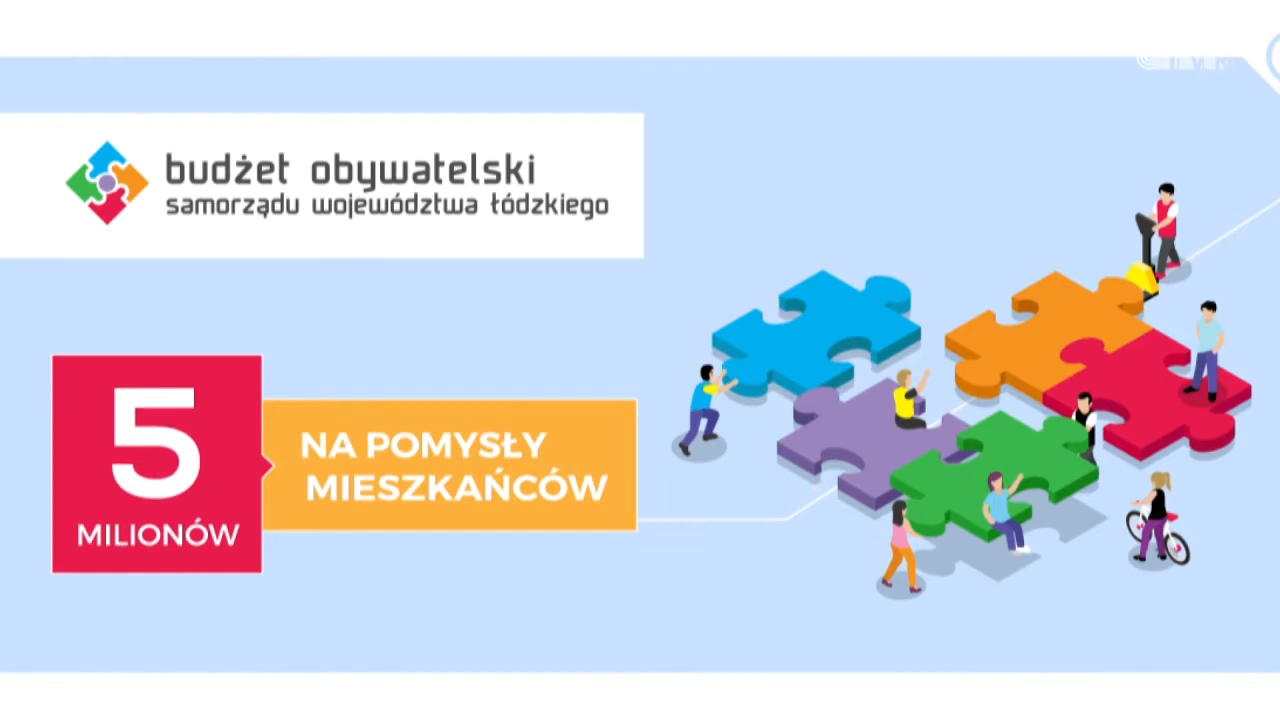 budżet obywatelski
samorządu województwa łódzkiego
5
MILIONÓW
NA POMYSŁY
MIESZKAŃCÓW